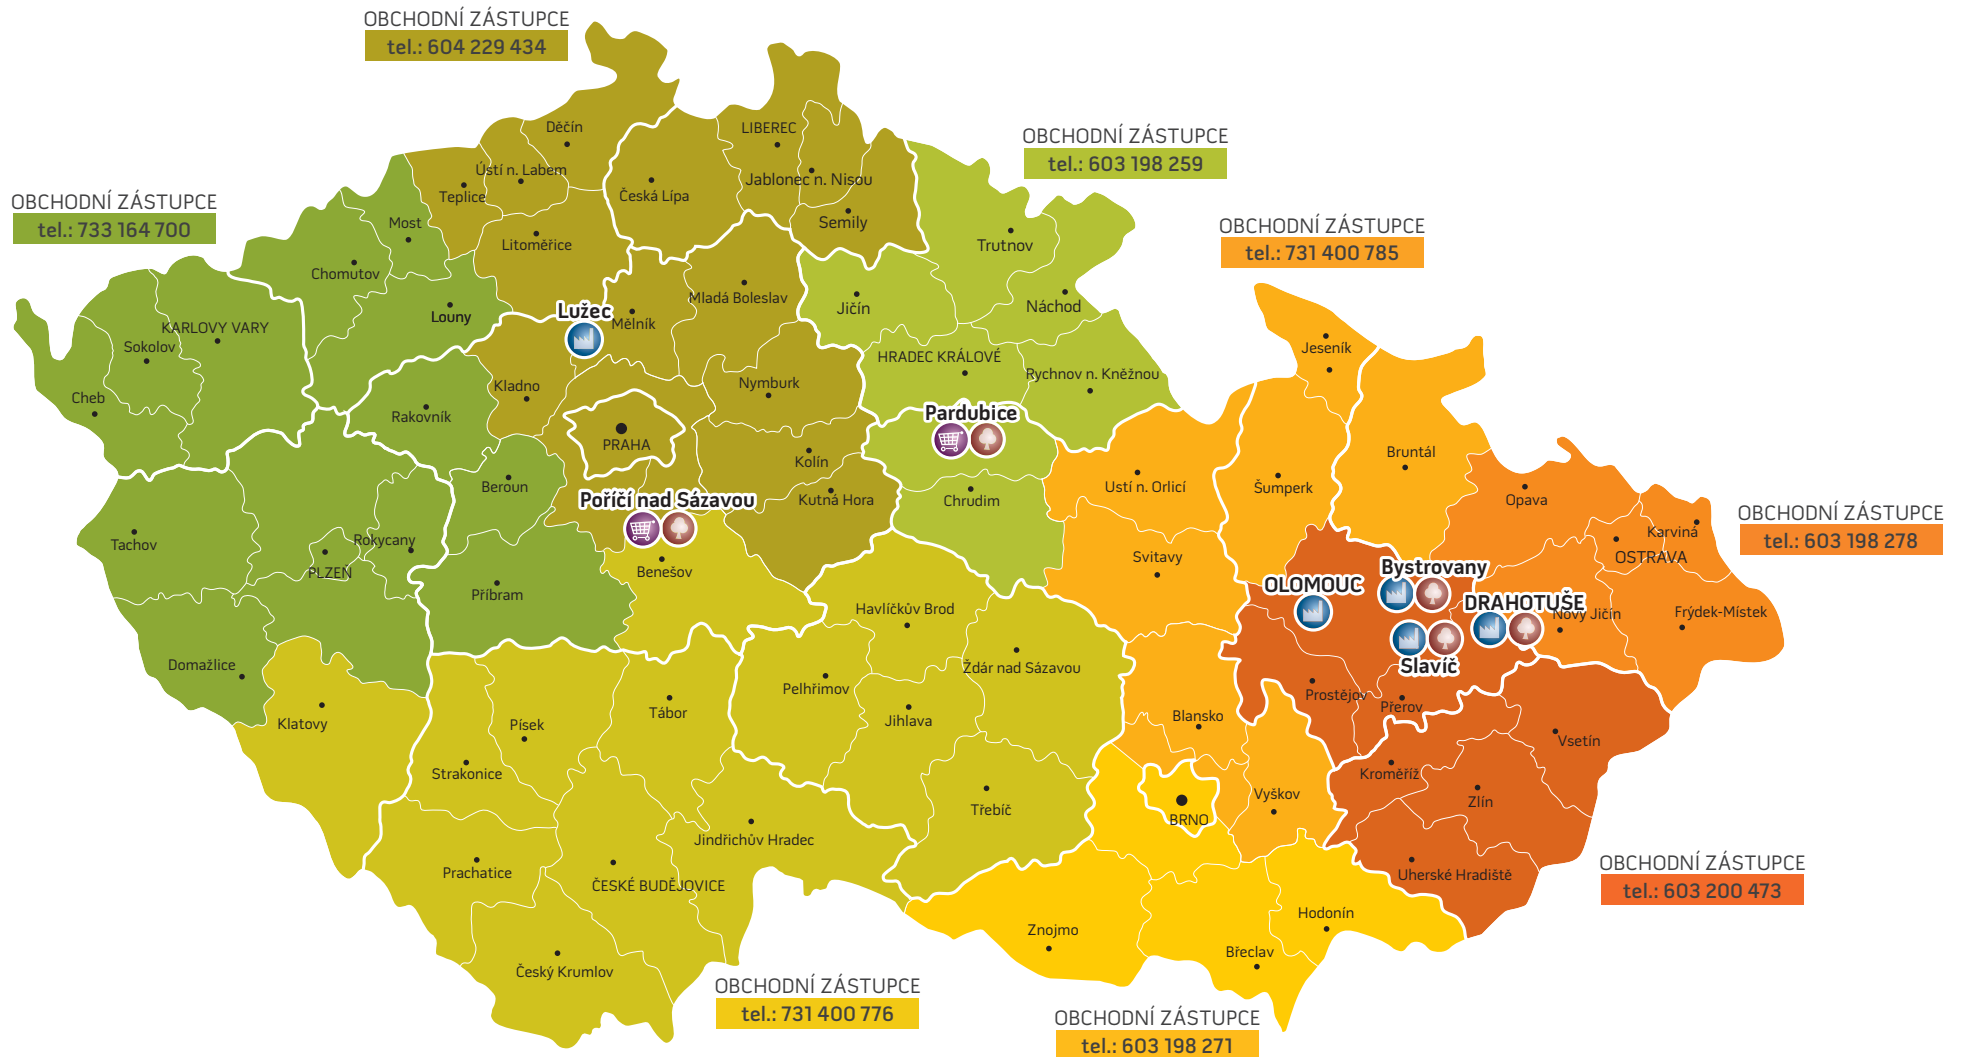 OBCHODNÍ ZÁSTUPCE
tel.: 604 229 434
OBCHODNÍ ZÁSTUPCE
tel.: 603 198 259
OBCHODNÍ ZÁSTUPCE
tel.: 733 164 700
OBCHODNÍ ZÁSTUPCE
tel.: 731 400 785
OBCHODNÍ ZÁSTUPCE
tel.: 603 198 278
OBCHODNÍ ZÁSTUPCE
tel.: 603 200 473
OBCHODNÍ ZÁSTUPCE
tel.: 731 400 776
OBCHODNÍ ZÁSTUPCE
tel.: 603 198 271
Děčín
LIBEREC
Ústí n. Labem
Teplice
Česká Lípa
Jablonec n. Nisou
Semily
Most
Litoměřice
Trutnov
Chomutov
Mladá Boleslav
Jičín
Náchod
Louny
Lužec
Mělník
KARLOVY VARY
Sokolov
Jeseník
HRADEC KRÁLOVÉ
Rychnov n. Kněžnou
Kladno
Nymburk
Cheb
Rakovník
Pardubice
PRAHA
Kolín
Bruntál
Beroun
Poříčí nad Sázavou
Kutná Hora
Chrudim
Ustí n. Orlicí
Šumperk
Opava
Karviná
OSTRAVA
Tachov
Rokycany
PLZEŇ
Benešov
Svitavy
Bystrovany
OLOMOUC
DRAHOTUŠE
Nový Jičín
Frýdek-Místek
Příbram
Havlíčkův Brod
Slavíč
Domažlice
Žďár nad Sázavou
Pelhřimov
Prostějov
Přerov
Klatovy
Písek
Tábor
Jihlava
Blansko
Vsetín
Strakonice
Kroměříž
Vyškov
Zlín
Třebíč
BRNO
Jindřichův Hradec
Prachatice
ČESKÉ BUDĚJOVICE
Uherské Hradiště
Hodonín
Znojmo
Břeclav
Český Krumlov